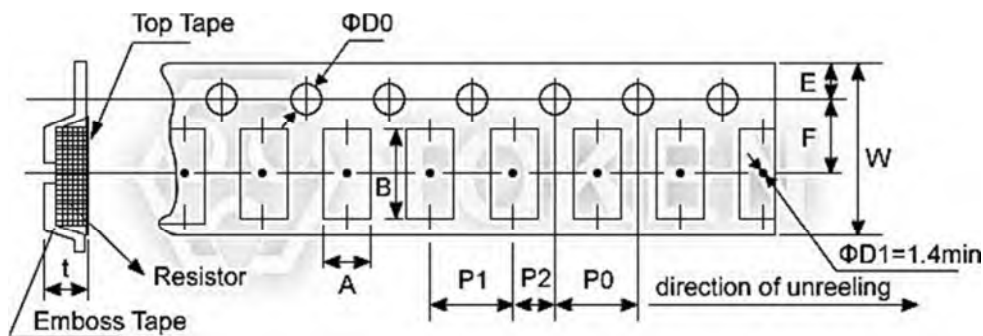 Top Tape
ΦD0
E
F
W
B
A
t
Resistor
Emboss Tape
P1
P2
P0
ΦD1=1.4min
direction of unreeling